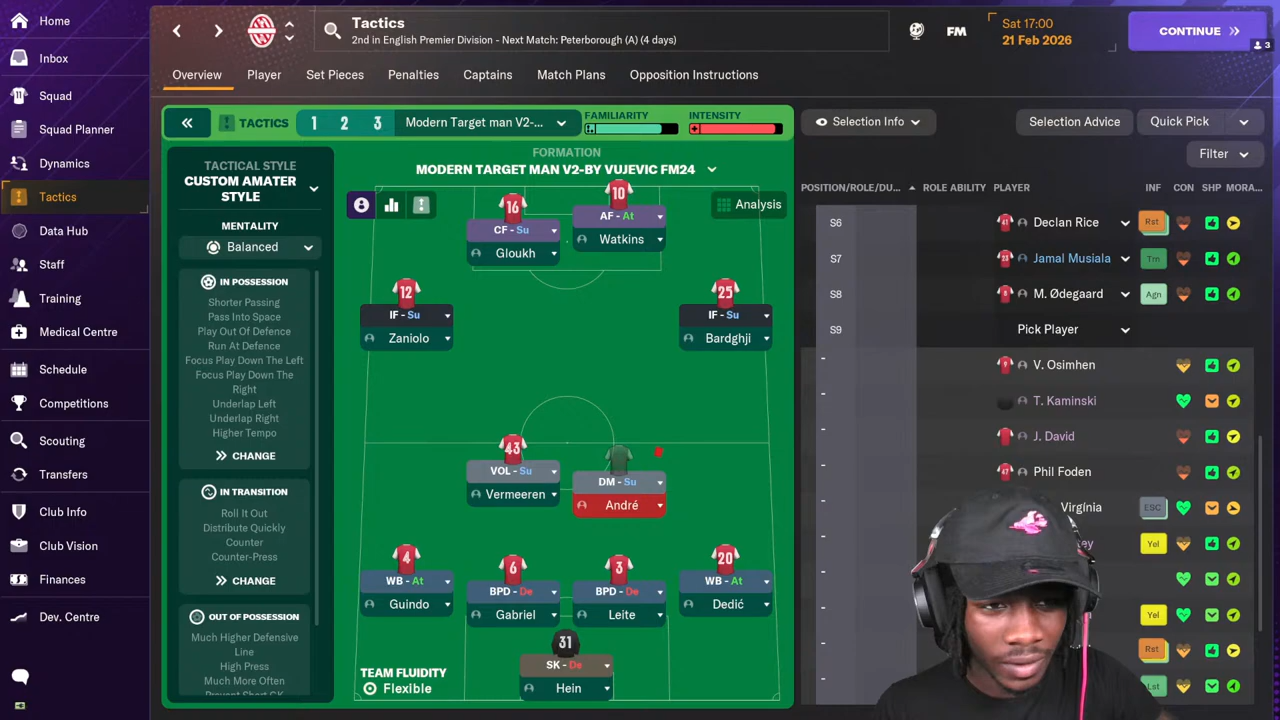 Home
Inbox
Squad
Squad Planner
Dynamics
Tactics
Data Hub
Staff
Training
Medical Centre
Schedule
Competitions
Scouting
Transfers
Club Info
Club Vision
Finances
Dev. Centre
Tactics
2nd in English Premier Division - Next Match: Peterborough (A) (4 days)
FM
Sat 17:00
21 Feb 2026
CONTINUE
3
Overview
Player
Set Pieces
Penalties
Captains
Match Plans
Opposition Instructions
TACTICS
1
2
3
Modern Target man V2-...
FAMILIARITY
INTENSITY
TACTICAL STYLE
CUSTOM AMATER
STYLE
MENTALITY
Balanced
IN POSSESSION
Shorter Passing
Pass Into Space
Play Out Of Defence
Run At Defence
Focus Play Down The Left
Focus Play Down The
Right
Underlap Left
Underlap Right
Higher Tempo
CHANGE
IN TRANSITION
Roll It Out
Distribute Quickly
Counter
Counter-Press
CHANGE
OUT OF POSSESSION
Much Higher Defensive
Line
High Press
Much More Often
Prevent Short GK
FORMATION
MODERN TARGET MAN V2-BY VUJEVIC FM24
Analysis
16
CF - Su
Gloukh
10
AF - At
Watkins
12
IF - Su
Zaniolo
25
IF - Su
Bardghji
43
VOL - Su
Vermeeren
DM - Su
André
4
WB - At
Guindo
6
BPD - De
Gabriel
3
BPD - De
Leite
20
WB - At
Dedić
31
SK - De
Hein
TEAM FLUIDITY
Flexible
Selection Info
Selection Advice
Quick Pick
Filter
POSITION/ROLE/DU...
ROLE ABILITY
PLAYER
INF
CON
SHP
MORA...
S6
41
Declan Rice
Rst
S7
Jamal Musiala
Trn
S8
8
M. Ødegaard
Agn
S9
Pick Player
-
9
V. Osimhen
-
T. Kaminski
-
J. David
-
47
Phil Foden
-
Virgínia
ESC
-
ey
Yel
-
-
Yel
-
Rst
-
Lst